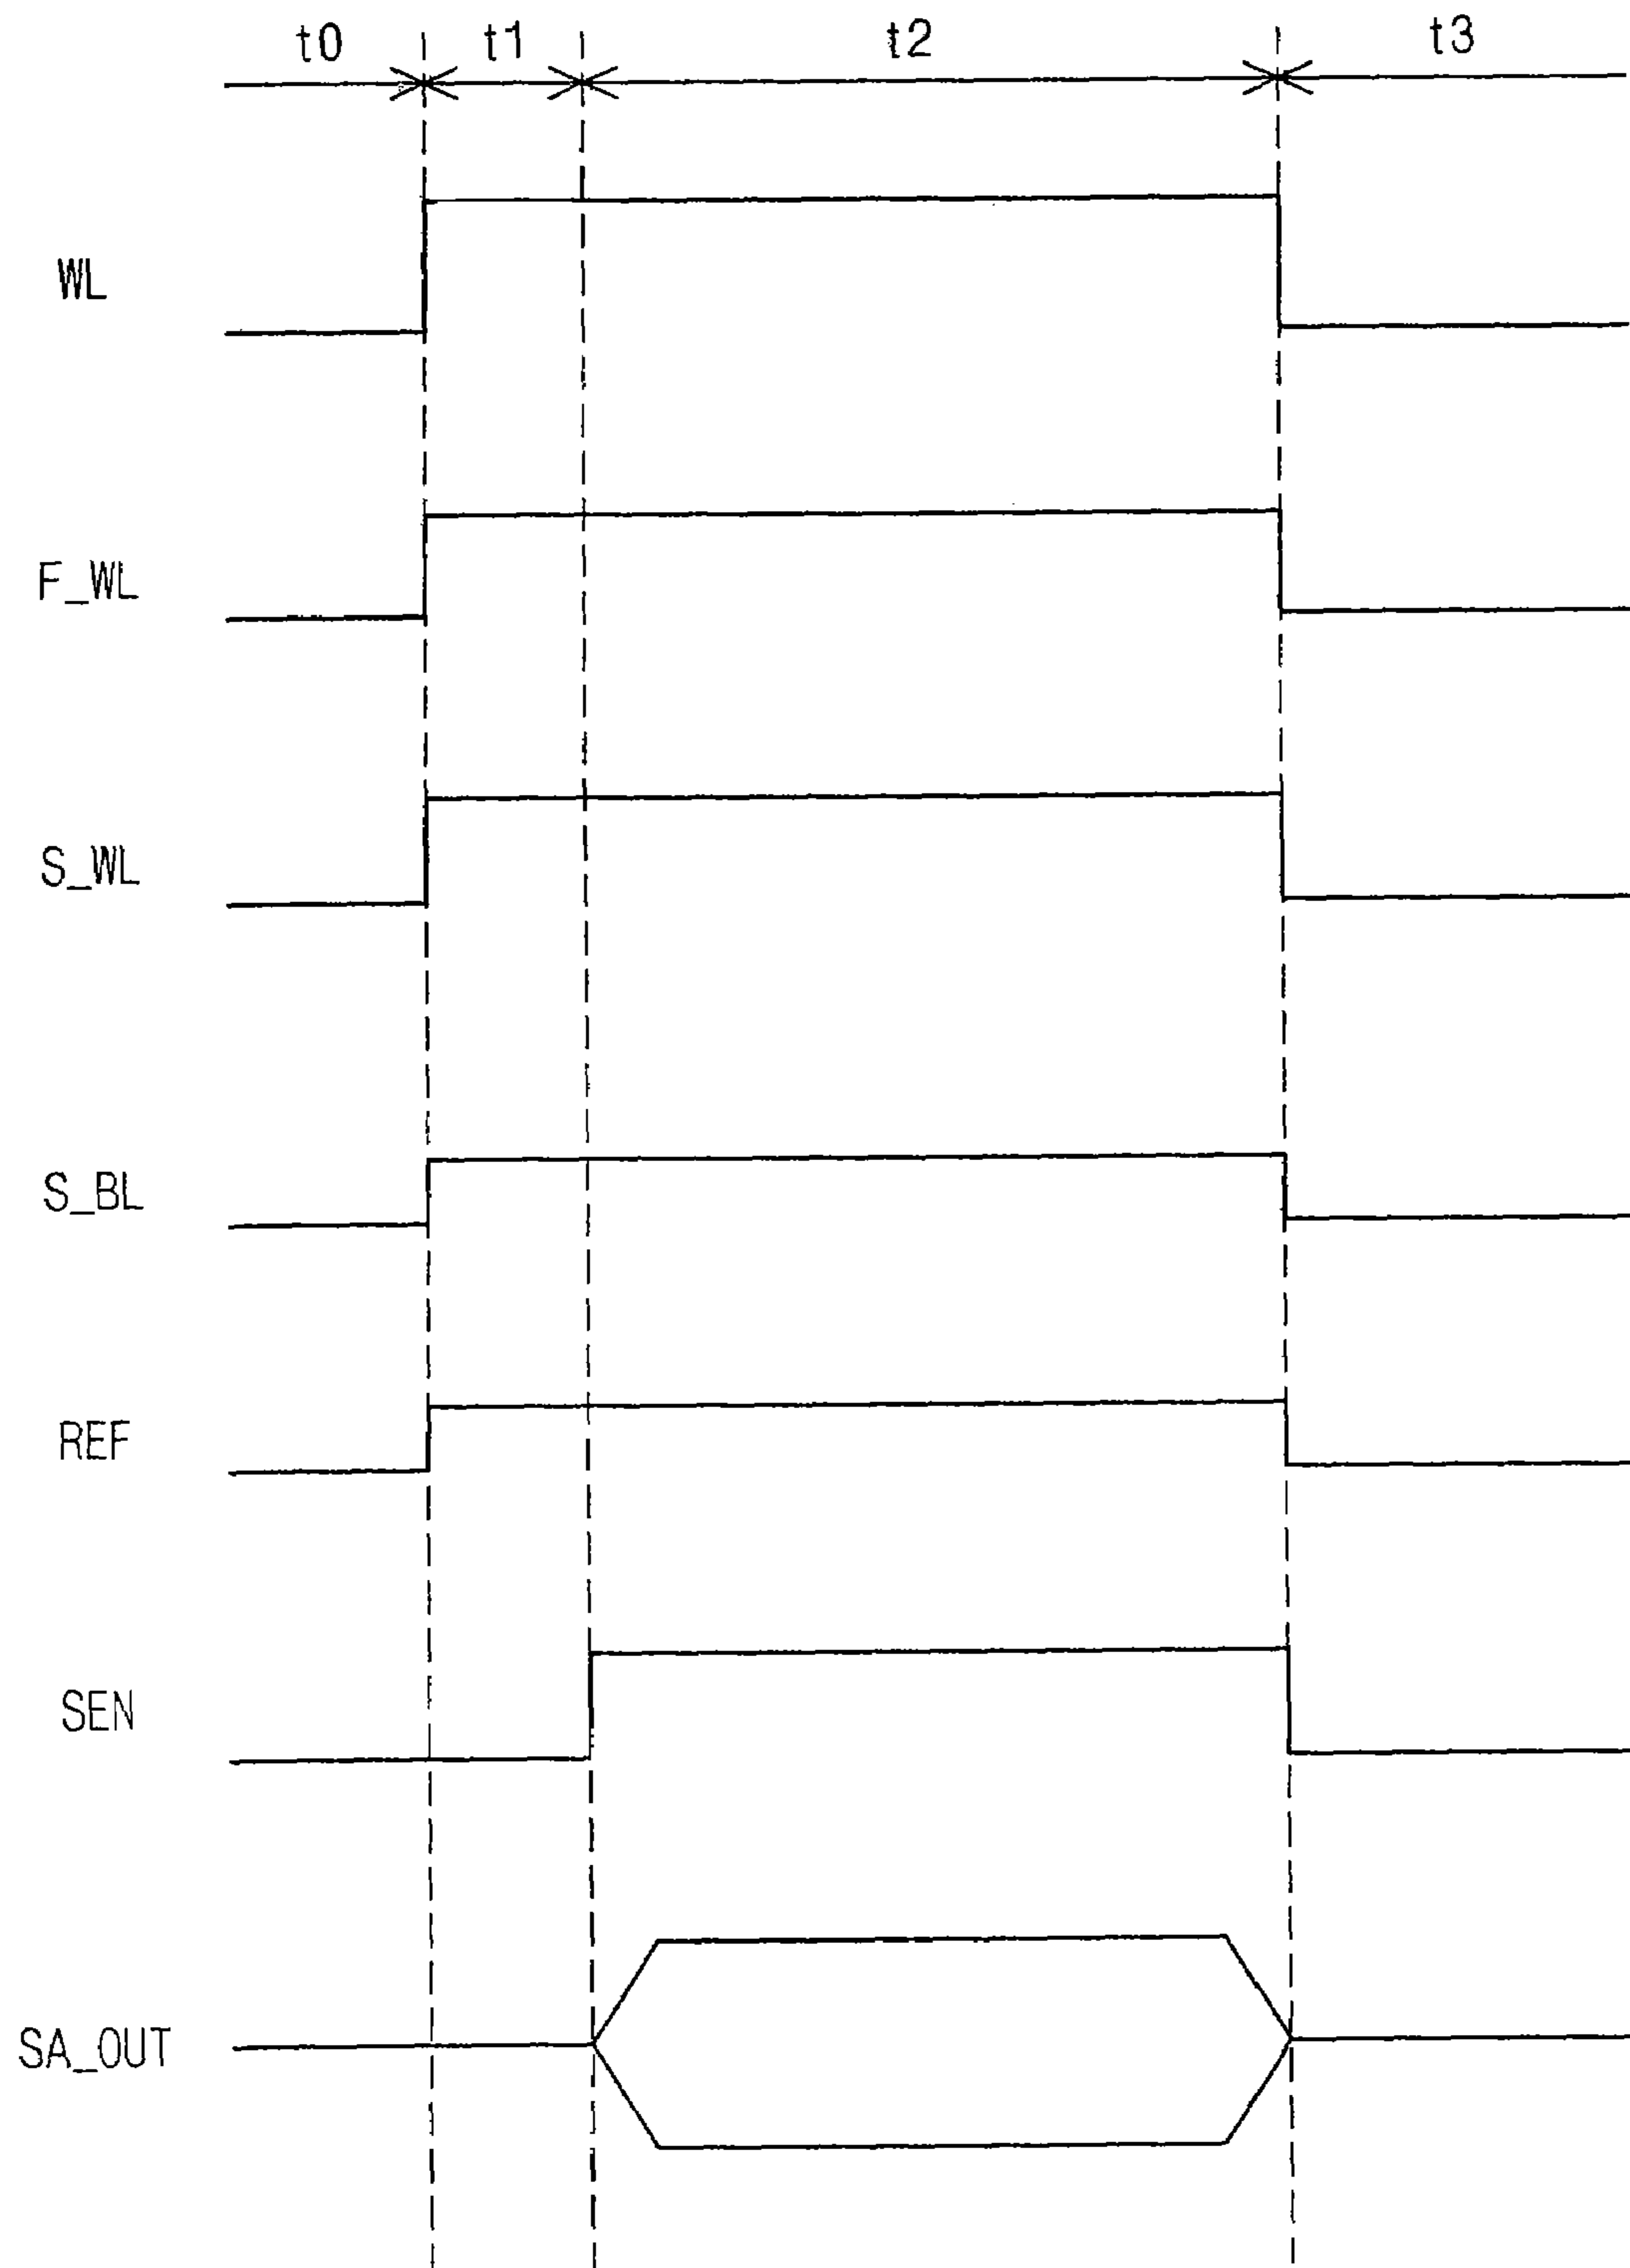 t0 t1 t2 t3
WL
F_WL
S_WL
S_BL
REF
SEN
SA_OUT